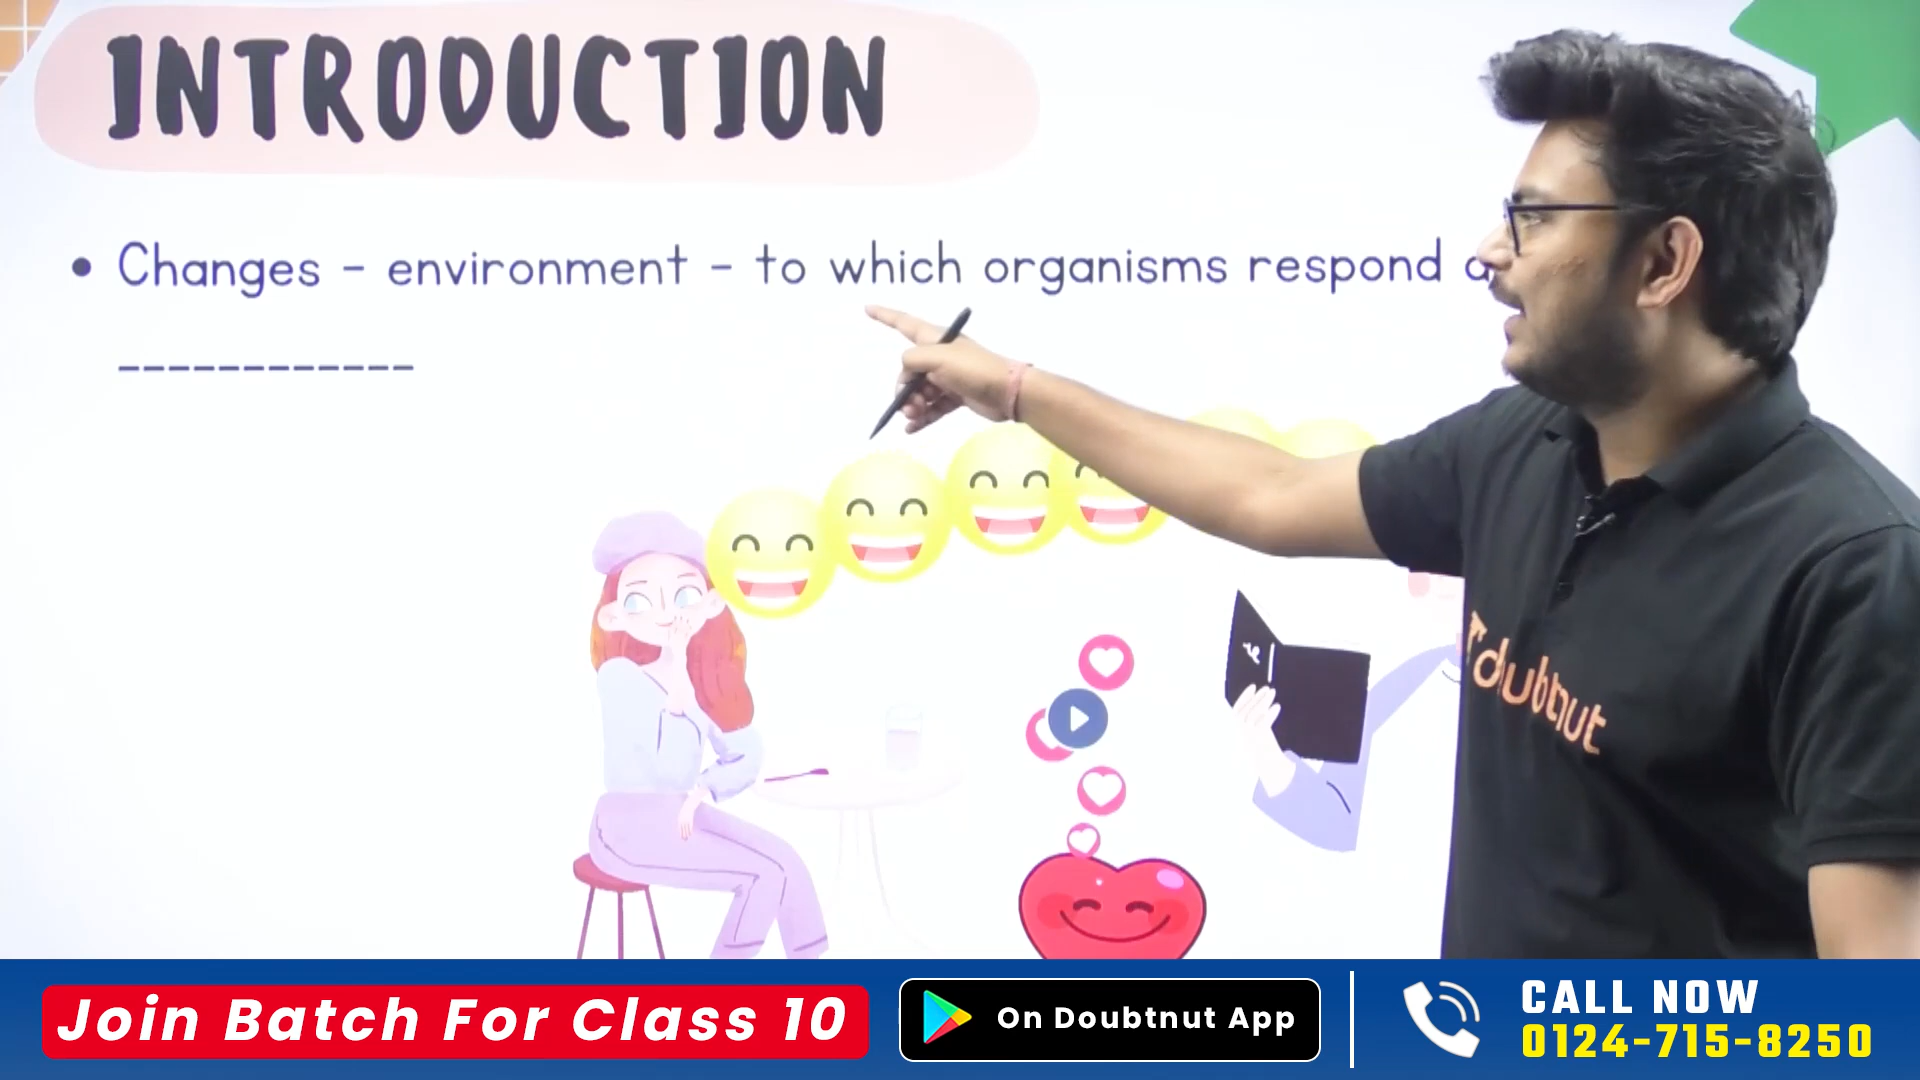 INTRODUCTION
• Changes - environment - to which organisms respond
------------
doubtnut
Join Batch For Class 10
On Doubtnut App
CALL NOW
0124-715-8250